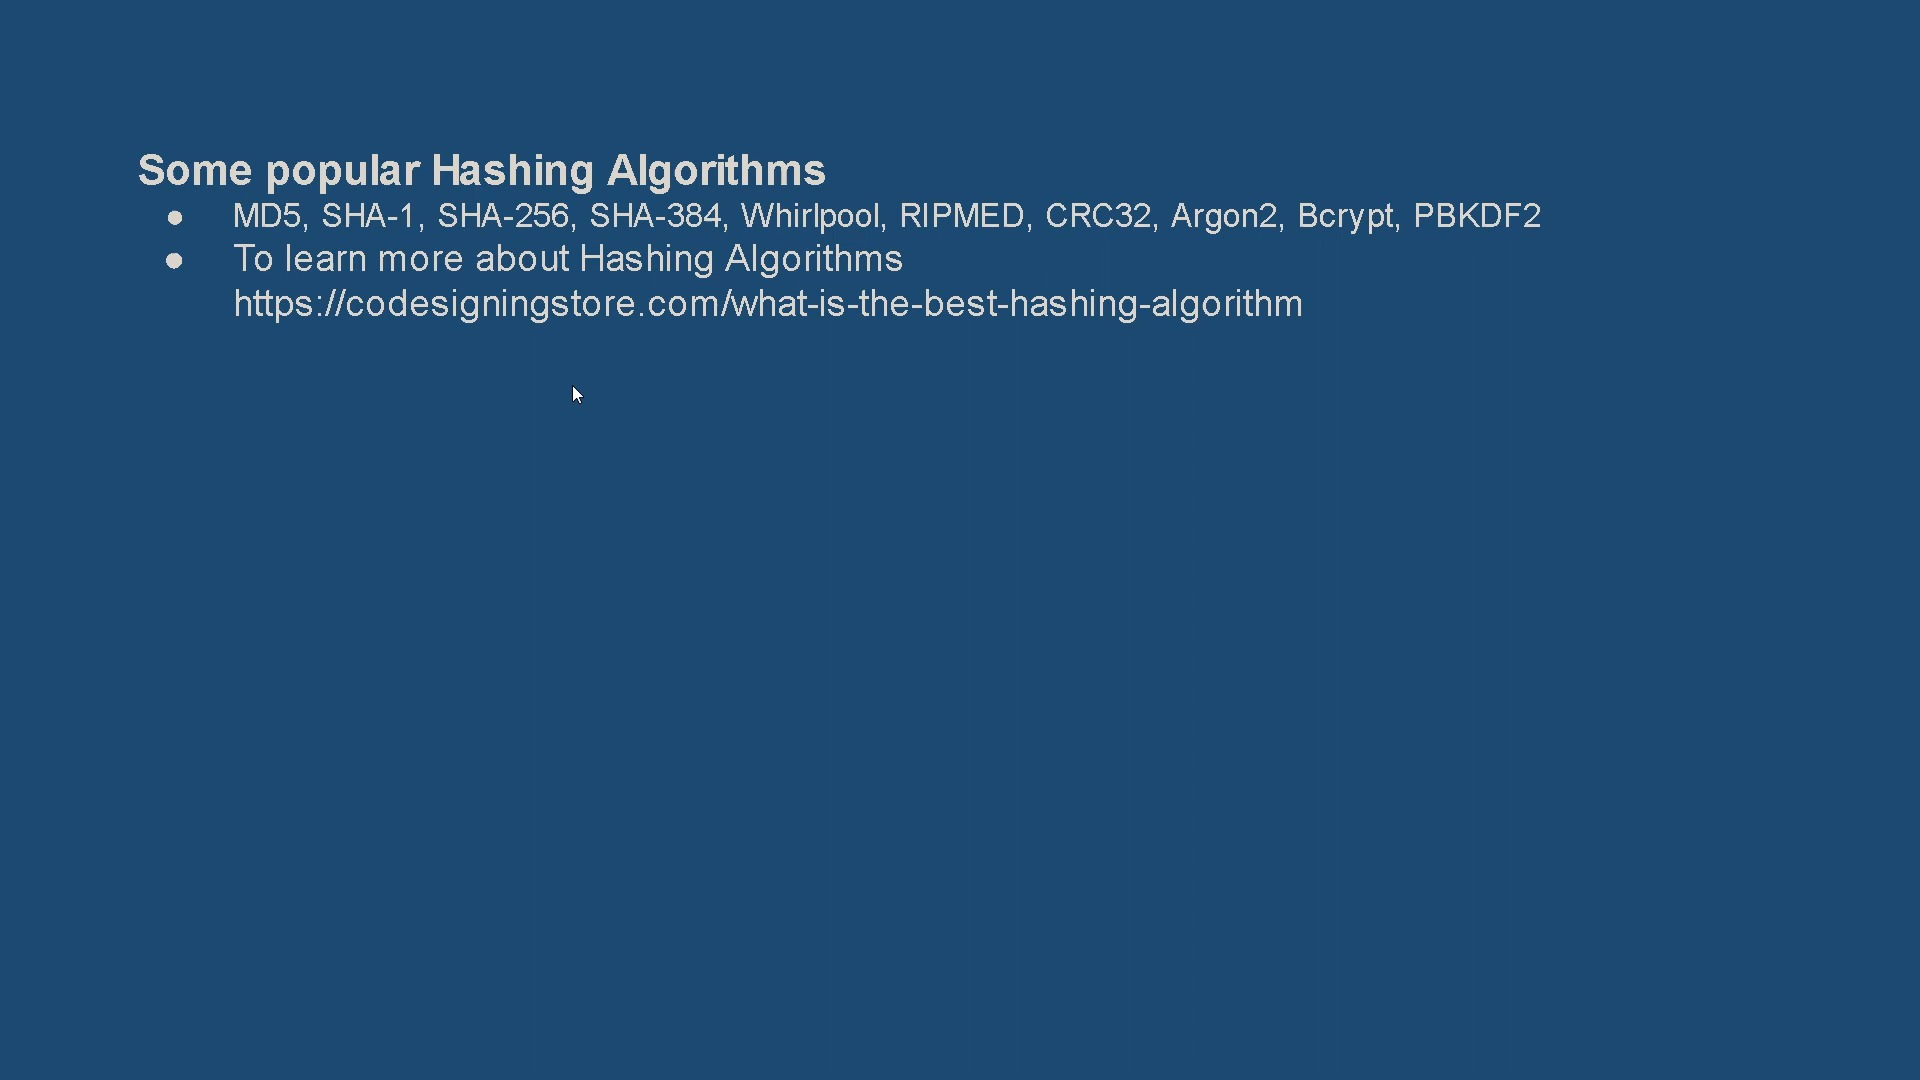 Some popular Hashing Algorithms
● MD5, SHA-1, SHA-256, SHA-384, Whirlpool, RIPMED, CRC32, Argon2, Bcrypt, PBKDF2
● To learn more about Hashing Algorithms
https://codesigningstore.com/what-is-the-best-hashing-algorithm